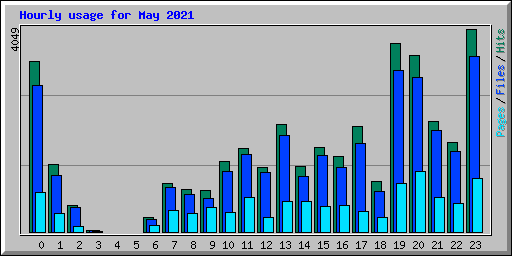 Hourly usage for May 2021
4049
Pages/Files/Hits
0 1 2 3 4 5 6 7 8 9 10 11 12 13 14 15 16 17 18 19 20 21 22 23